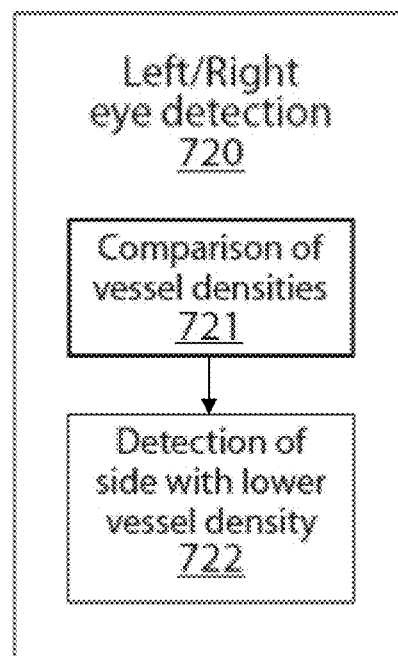 Left/Right
eye detection
720
Comparison of
vessel densities
721
Detection of
side with lower
vessel density
722